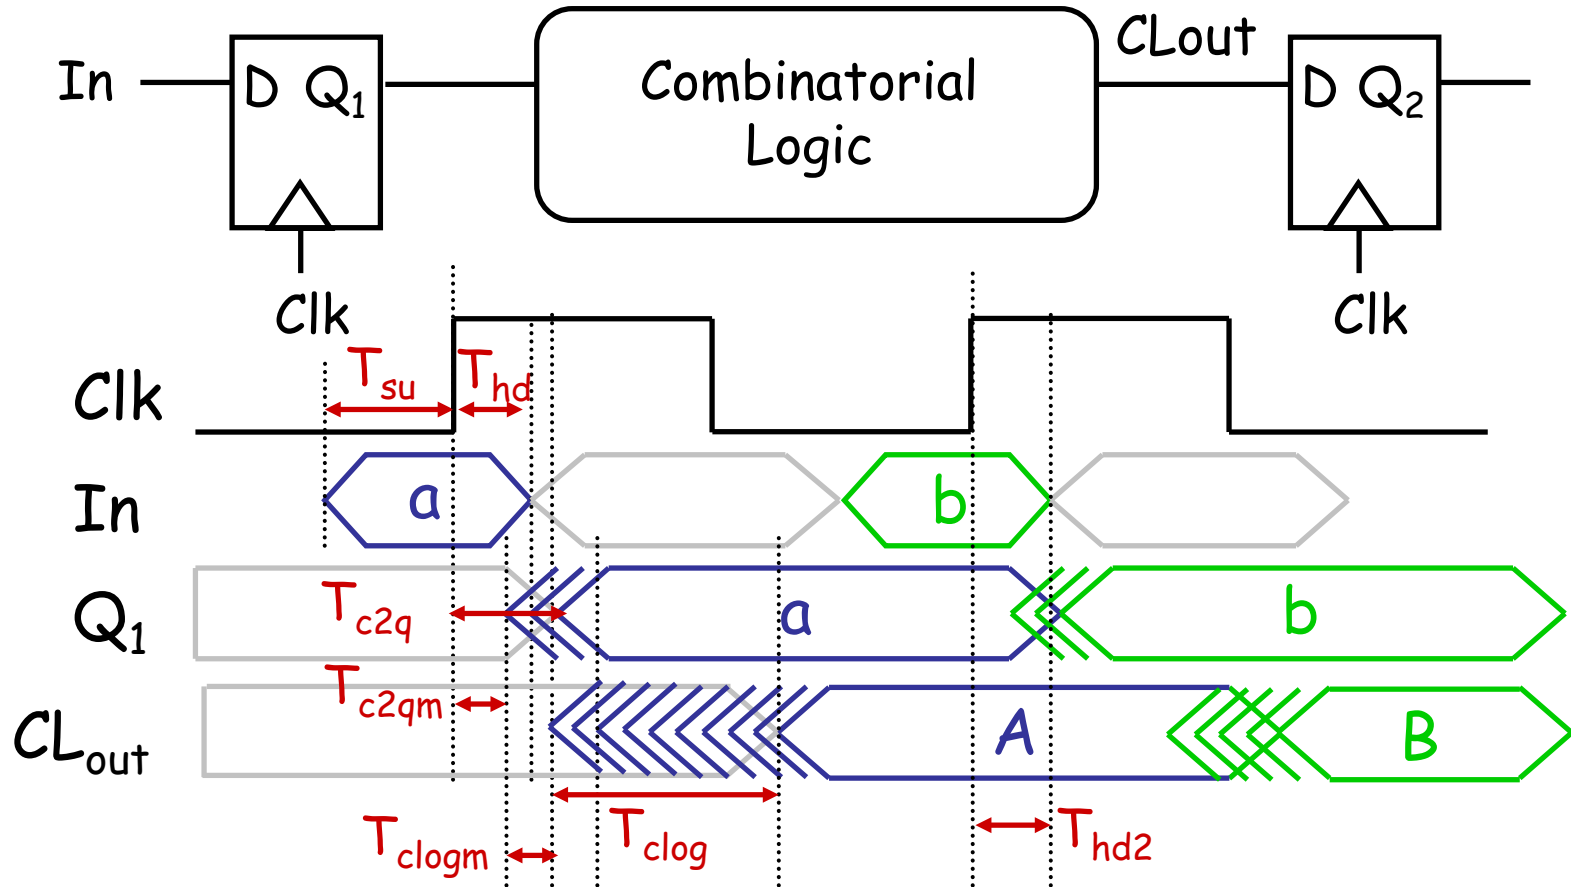 In
D Q1
Clk
Combinatorial
Logic
CLout
D Q2
Clk
Clk
Tsu
Thd
In
a
b
Q1
Tc2q
a
b
Tc2qm
CLout
A
B
Tclogm
Tclog
Thd2